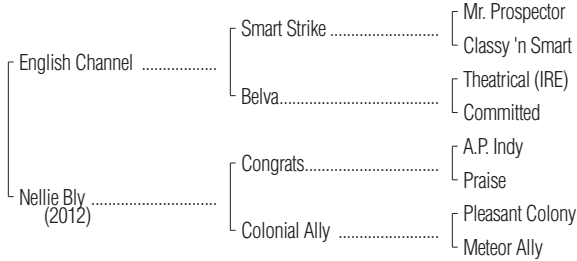 Mr. Prospector
Smart Strike ........................
Classy 'n Smart
English Channel .................
Theatrical (IRE)
Belva....................................
Committed
A.P. Indy
Congrats..............................
Praise
Nellie Bly ............................
(2012)
Pleasant Colony
Colonial Ally ......................
Meteor Ally